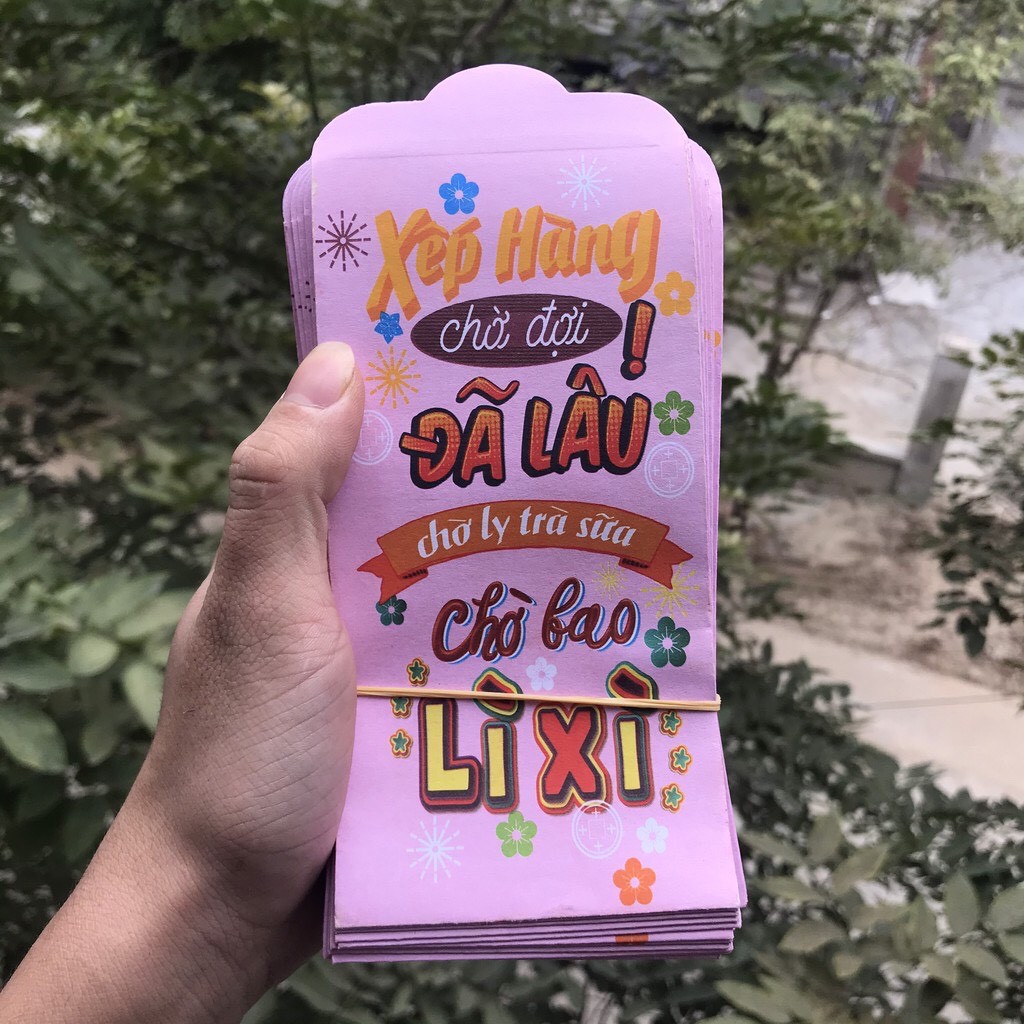 Xếp Hàng
chờ đợi !
ĐÃ LÂU
chờ ly trà sữa
chờ bao
LÌ XÌ